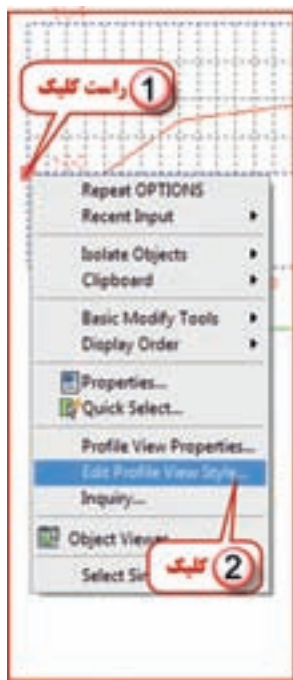 1 راست کلیک
Repeat OPTIONS
Recent Input
Isolate Objects
Clipboard
Basic Modify Tools
Display Order
Properties...
Quick Select...
Profile View Properties...
Edit Profile View Style...
Inquiry...
Object Viewer
Select Sim
2 کلیک